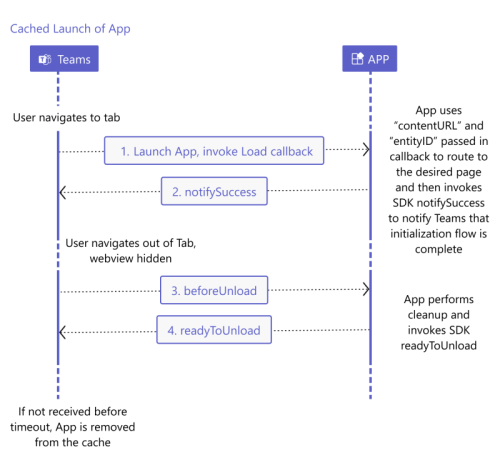 Cached Launch of App
Teams
APP
User navigates to tab
App uses
“contentURL” and
“entityID” passed in
callback to route to
the desired page
and then invokes
SDK notifySuccess
to notify Teams that
initialization flow is
complete
1. Launch App, invoke Load callback
2. notifySuccess
User navigates out of Tab,
webview hidden
3. beforeUnload
App performs
cleanup and
invokes SDK
readyToUnload
4. readyToUnload
If not received before
timeout, App is removed
from the cache